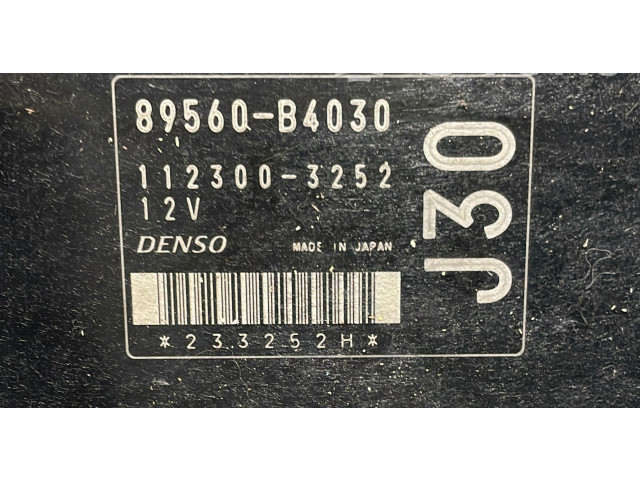 89560-B4030
112300-3252
12V
DENSO MADE IN JAPAN
*233252H*
J30